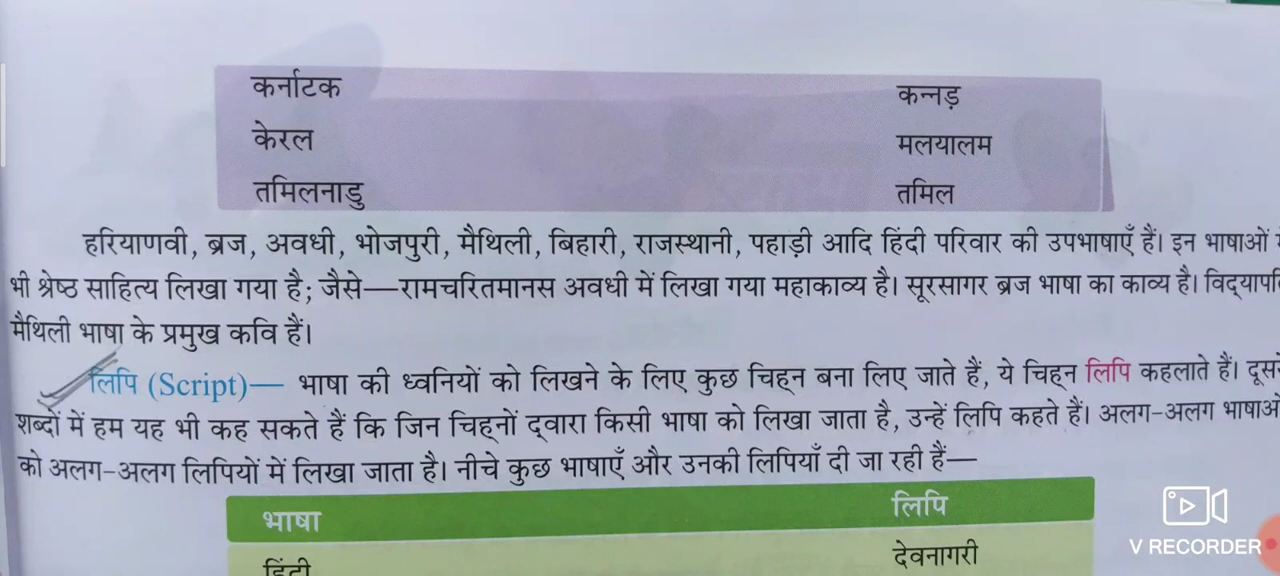 कर्नाटक कन्नड़
केरल मलयालम
तमिलनाडु तमिल
हरियाणवी, ब्रज, अवधी, भोजपुरी, मैथिली, बिहारी, राजस्थानी, पहाड़ी आदि हिंदी परिवार की उपभाषाएँ हैं। इन भाषाओं
भी श्रेष्ठ साहित्य लिखा गया है; जैसे—रामचरितमानस अवधी में लिखा गया महाकाव्य है। सूरसागर ब्रज भाषा का काव्य है।
मैथिली भाषा के प्रमुख कवि हैं।
लिपि (Script)— भाषा की ध्वनियों को लिखने के लिए कुछ चिह्न बना लिए जाते हैं, ये चिह्न लिपि कहलाते हैं।
शब्दों में हम यह भी कह सकते हैं कि जिन चिह्नों द्वारा किसी भाषा को लिखा जाता है, उन्हें लिपि कहते हैं। अलग-अलग
को अलग-अलग लिपियों में लिखा जाता है। नीचे कुछ भाषाएँ और उनकी लिपियाँ दी जा रही हैं—
भाषा लिपि
हिंदी देवनागरी
V RECORDER